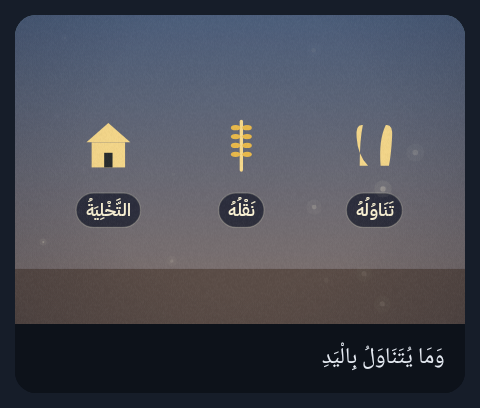 تَنَاوُلُهُ
نَقْلُهُ
التَّخْلِيَةُ
وَمَا يُتَنَاوَلُ بِالْيَدِ